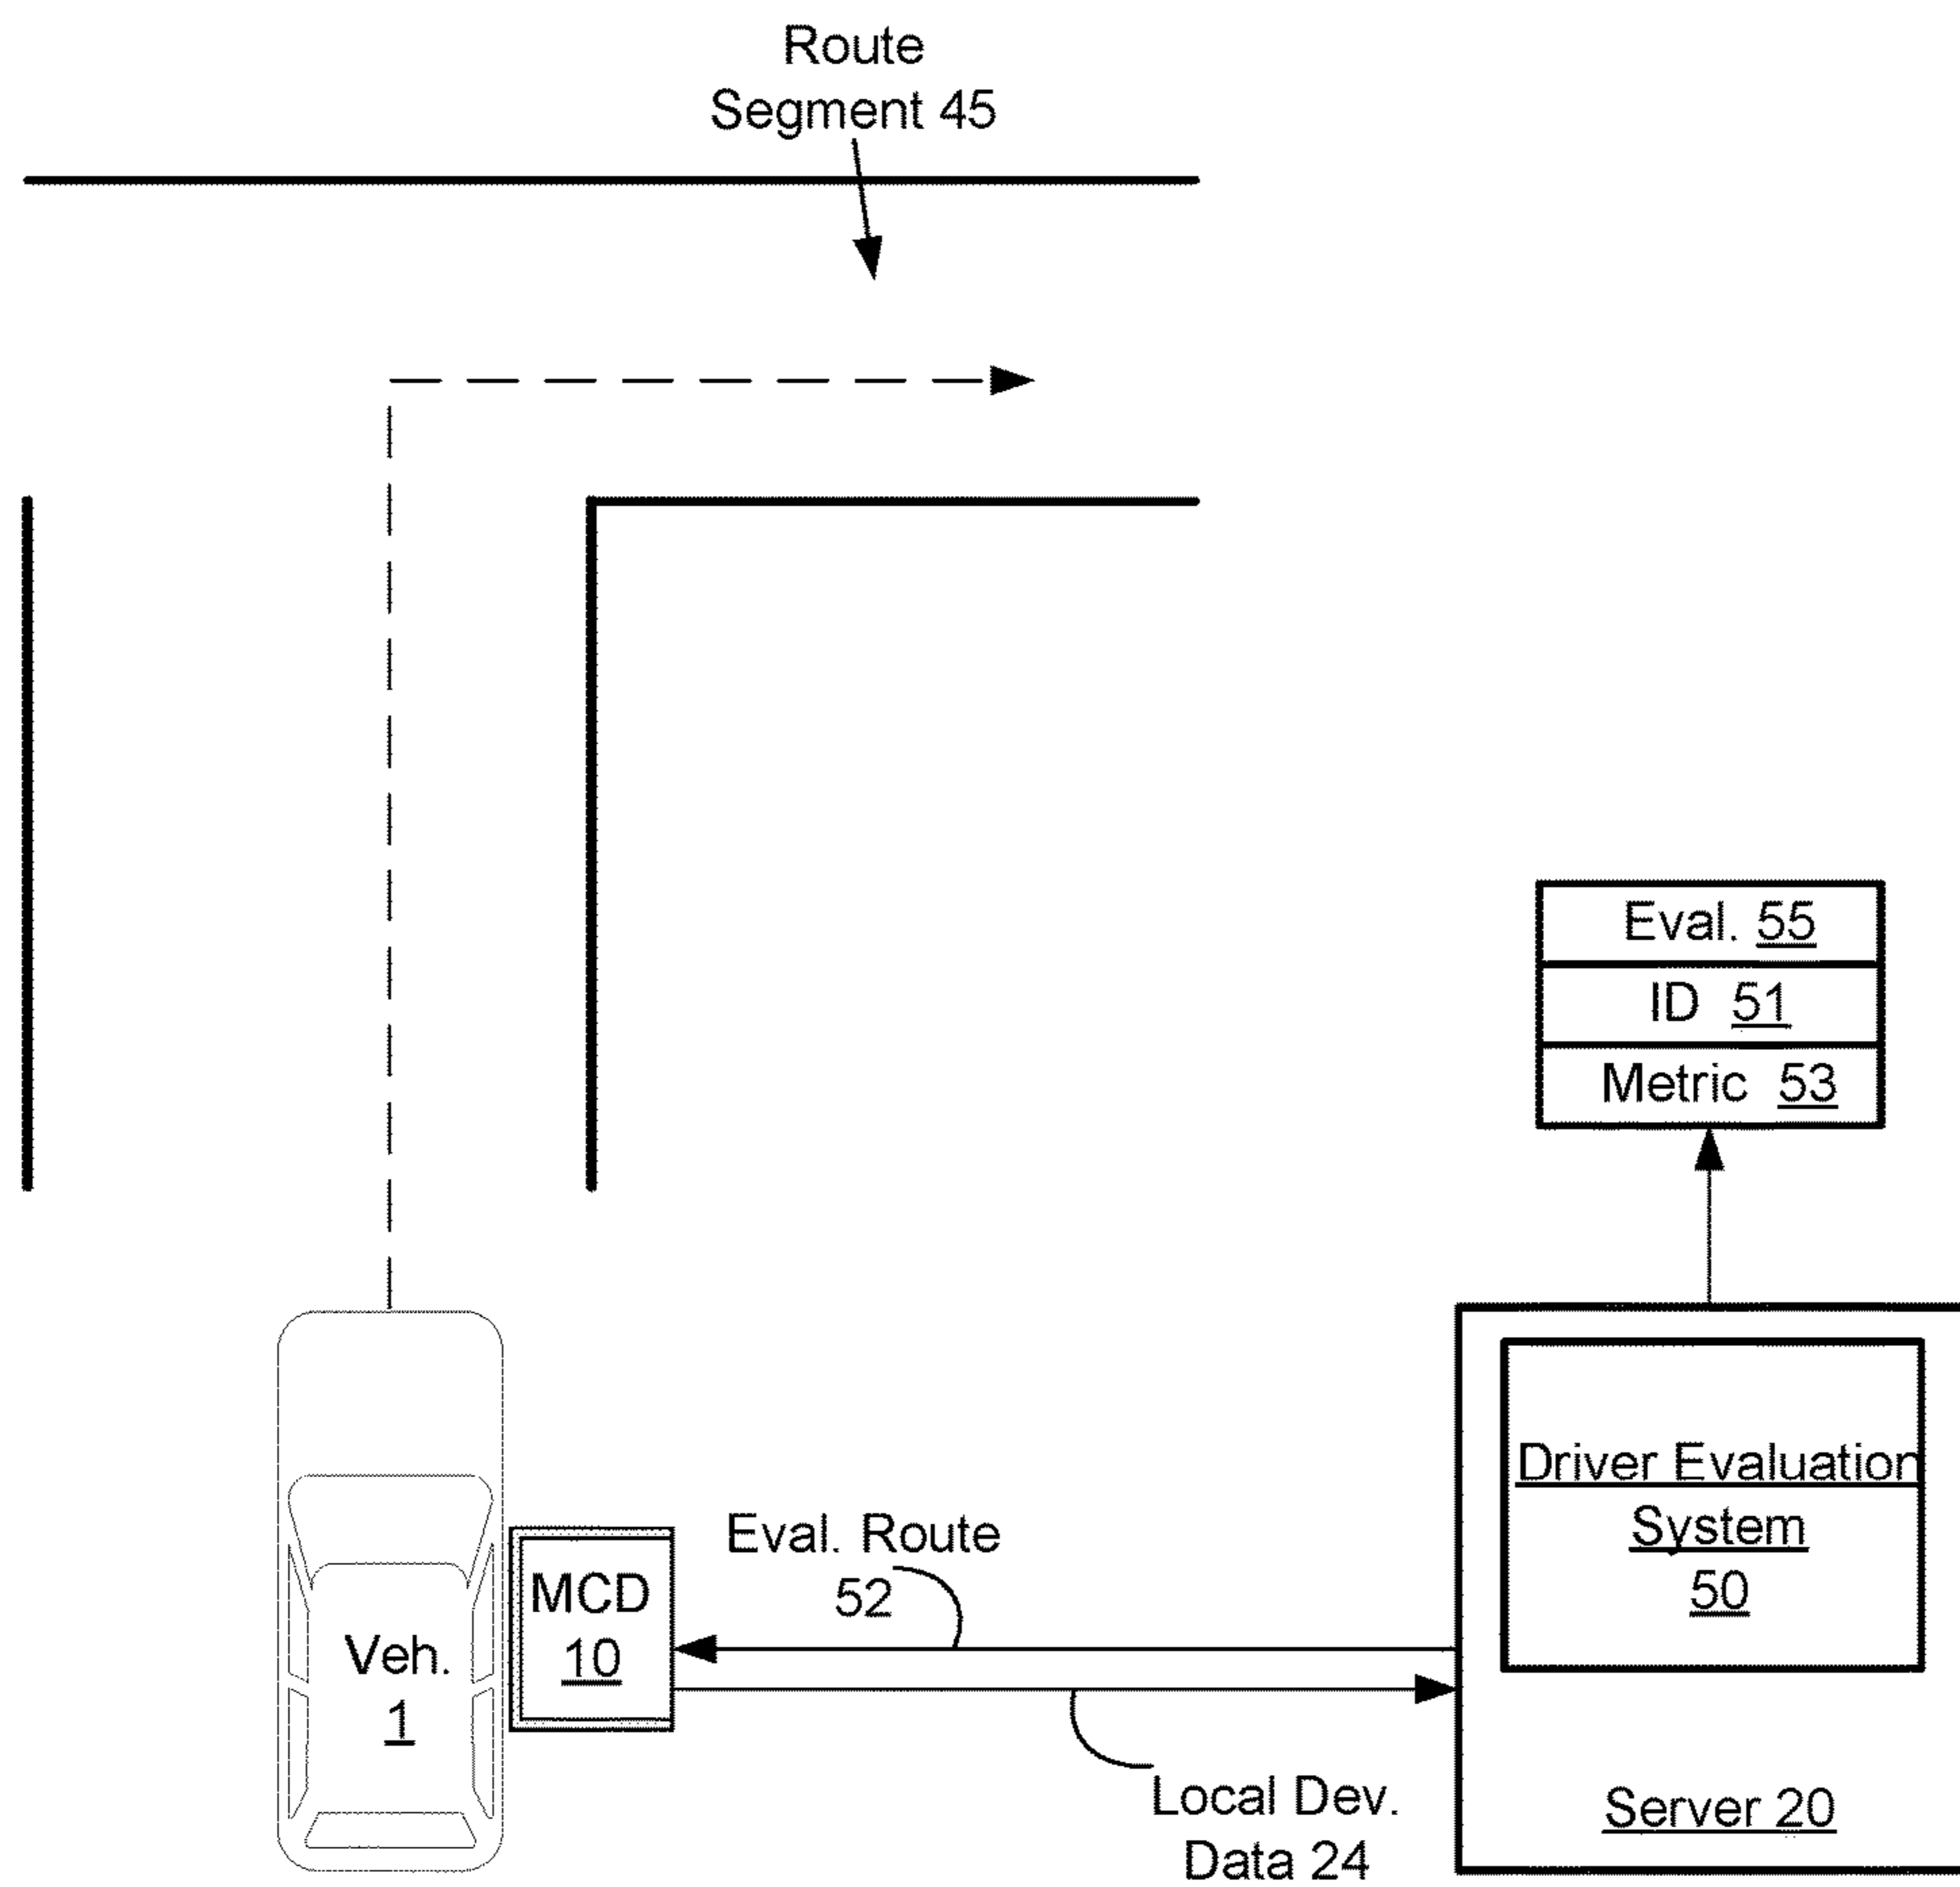 Route
Segment 45
Eval. 55
ID 51
Metric 53
Driver Evaluation
System
50
Eval. Route
52
MCD
10
Veh.
1
Local Dev.
Data 24
Server 20